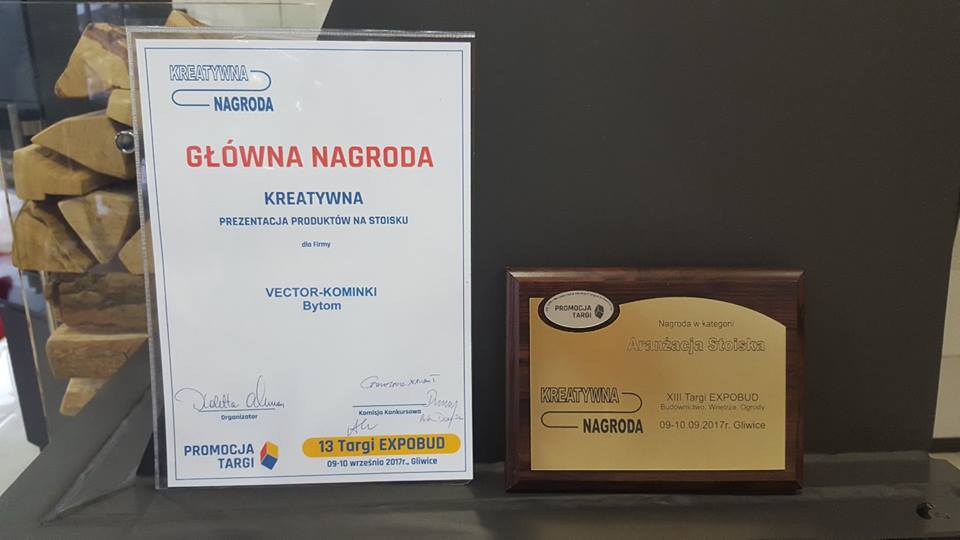 KREATYWNA
NAGRODA
GŁÓWNA NAGRODA
KREATYWNA
PREZENTACJA PRODUKTÓW NA STOISKU
dla Firmy
VECTOR-KOMINKI
Bytom
Organizator
Komisja Konkursowa
PROMOCJA
TARGI
13 Targi EXPOBUD
09-10 września 2017r., Gliwice
PROMOCJA
TARGI
Nagroda w kategorii
Aranżacja Stoiska
KREATYWNA
NAGRODA
XIII Targi EXPOBUD
Budownictwo, Wnętrza, Ogrody
09-10.09.2017r. Gliwice